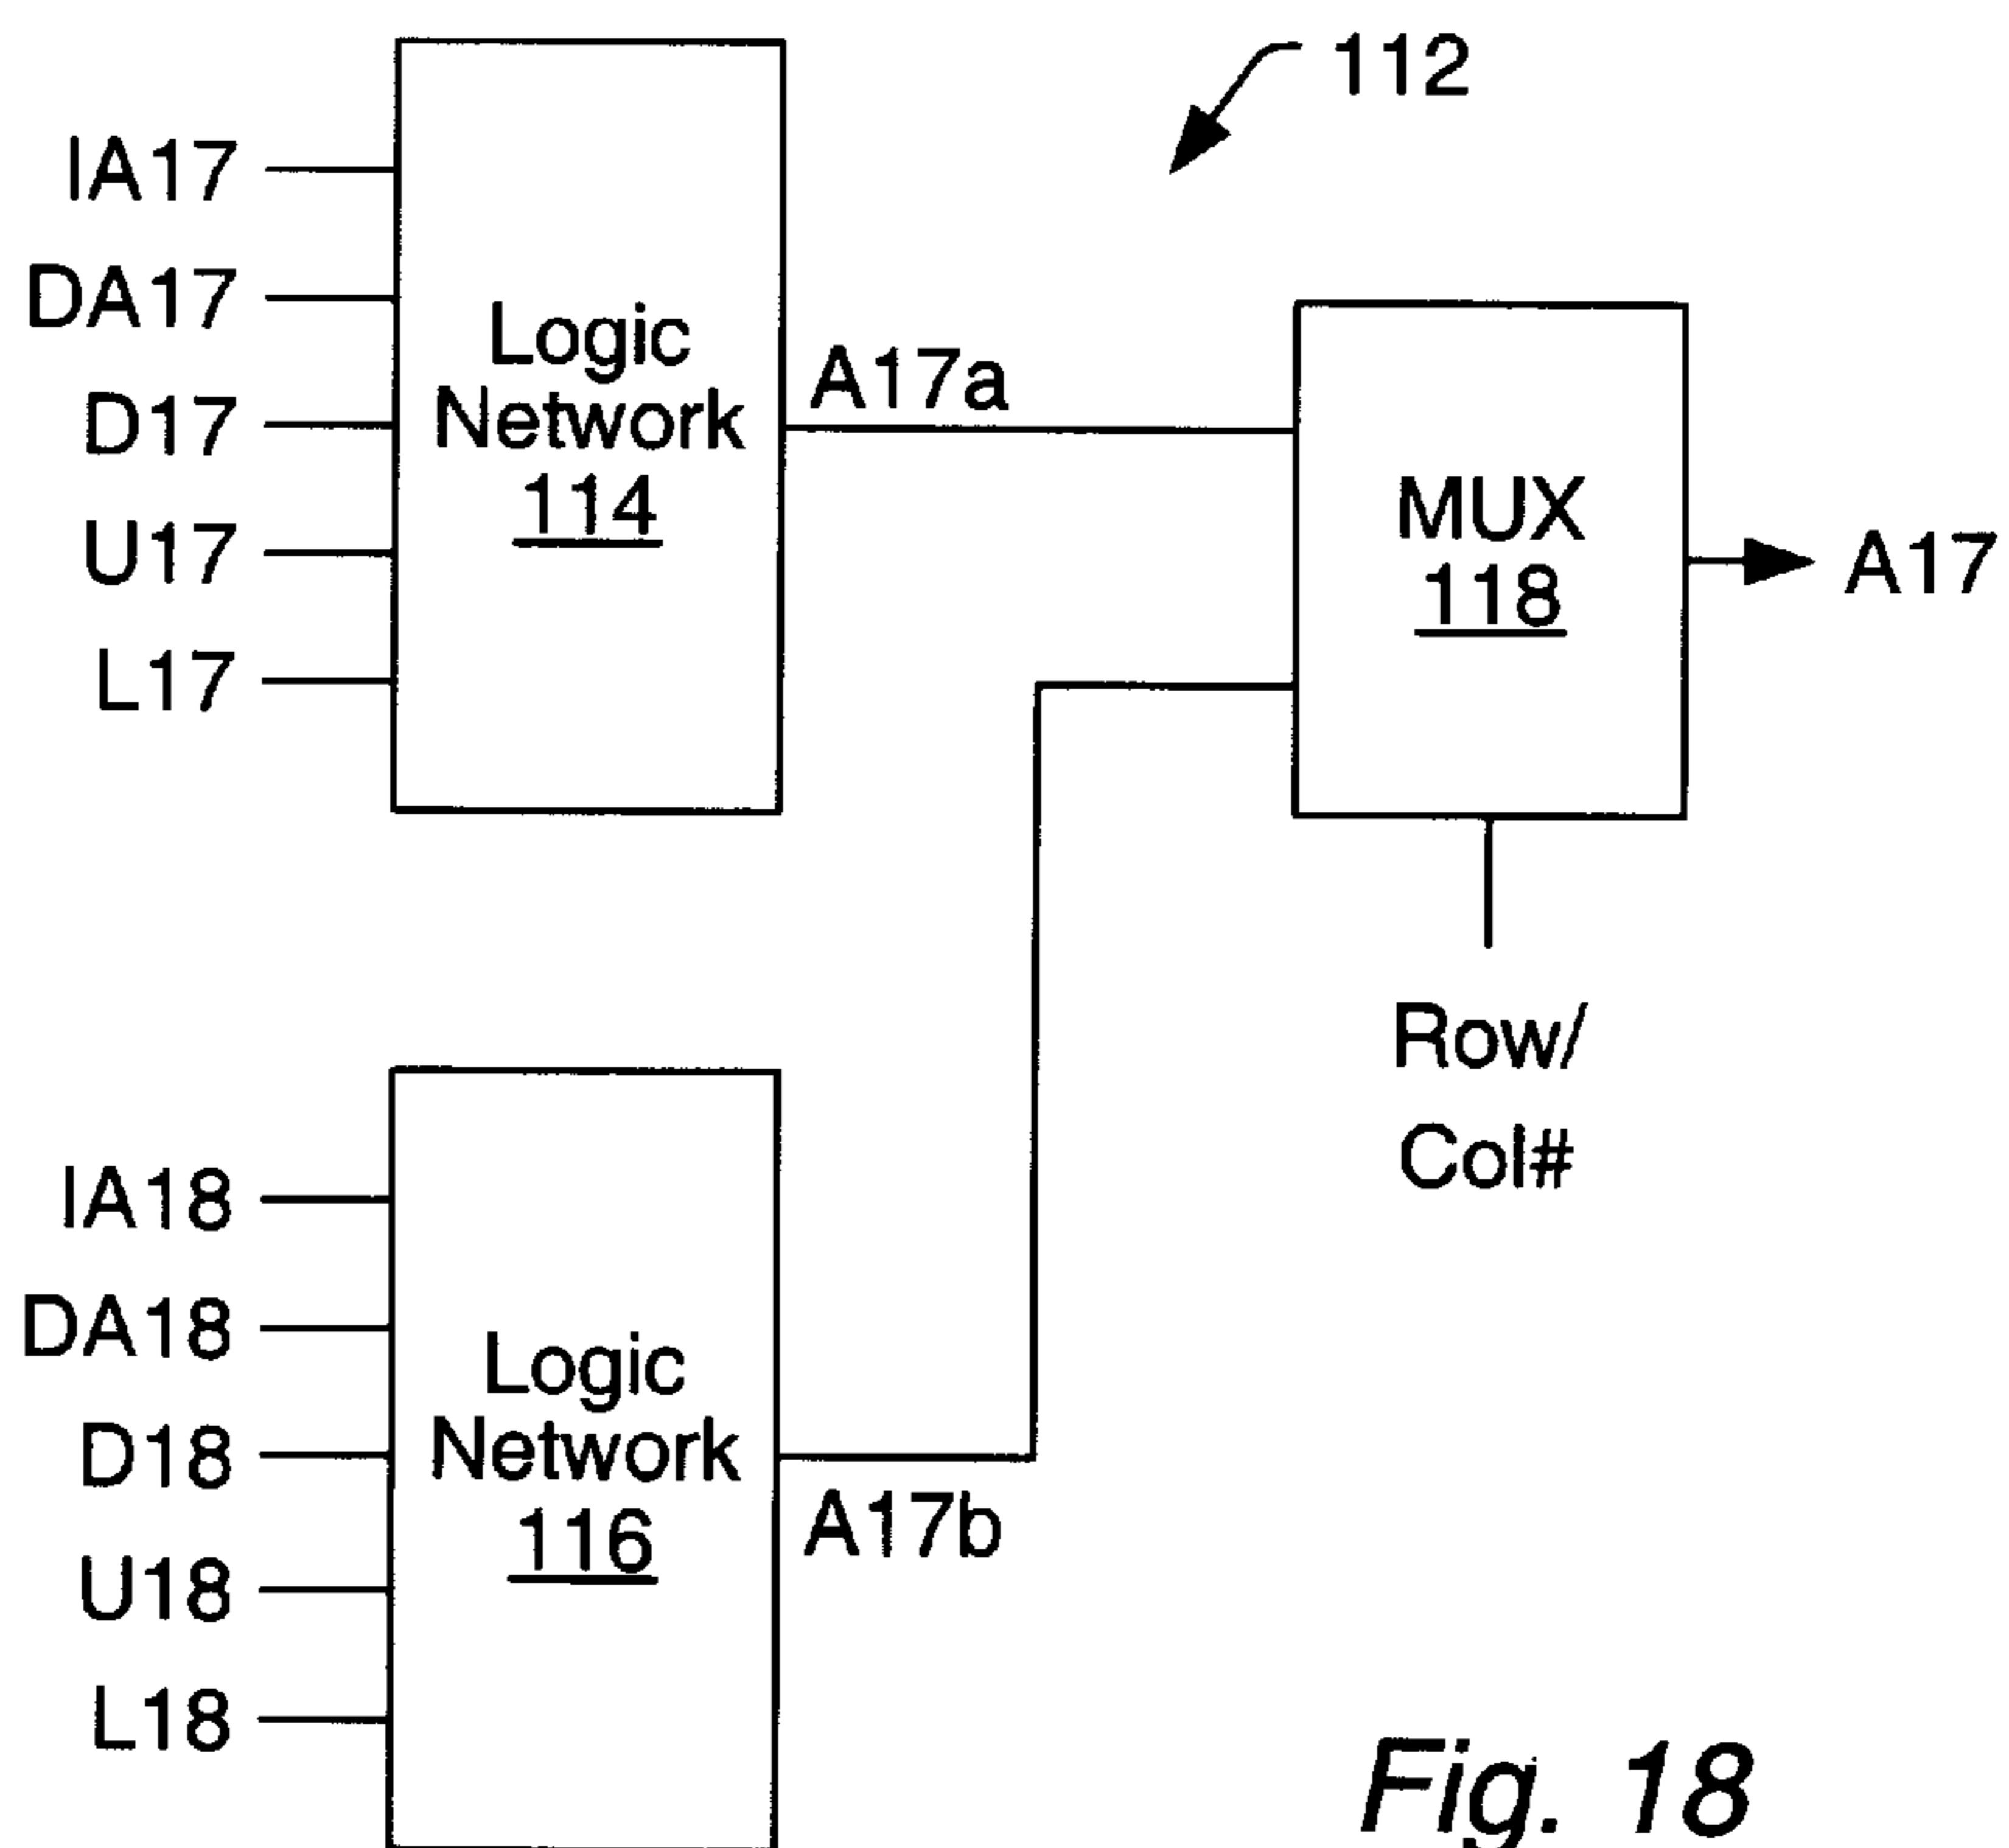 112
IA17
DA17
D17
U17
L17
Logic
Network
114
A17a
MUX
118
A17
Row/
Col#
IA18
DA18
D18
U18
L18
Logic
Network
116
A17b
Fig. 18